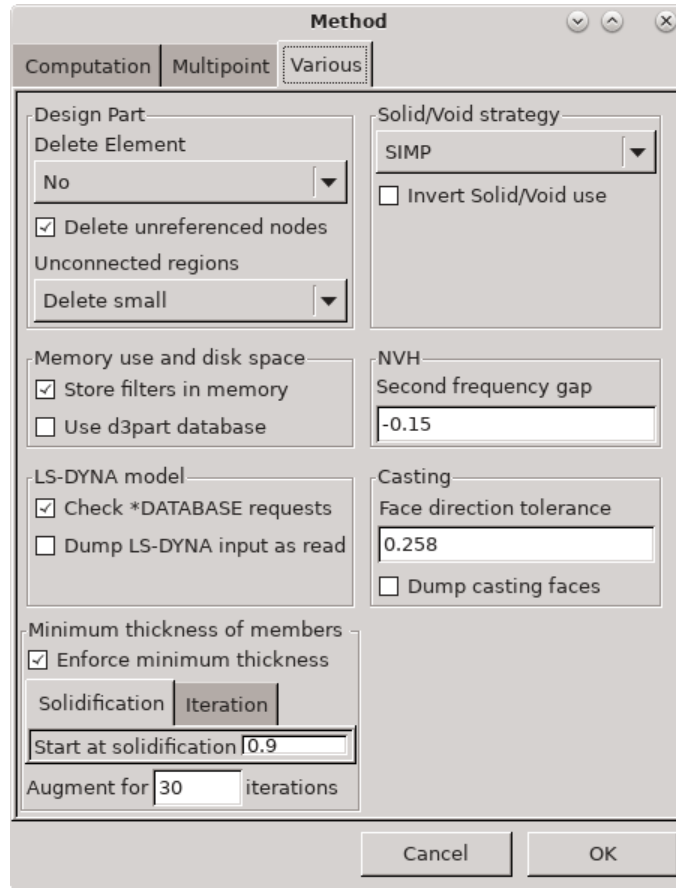 Method
Computation
Multipoint
Various
Design Part
Delete Element
No
Delete unreferenced nodes
Unconnected regions
Delete small
Solid/Void strategy
SIMP
Invert Solid/Void use
Memory use and disk space
Store filters in memory
Use d3part database
NVH
Second frequency gap
-0.15
LS-DYNA model
Check *DATABASE requests
Dump LS-DYNA input as read
Casting
Face direction tolerance
0.258
Dump casting faces
Minimum thickness of members
Enforce minimum thickness
Solidification
Iteration
Start at solidification 0.9
Augment for 30 iterations
Cancel
OK